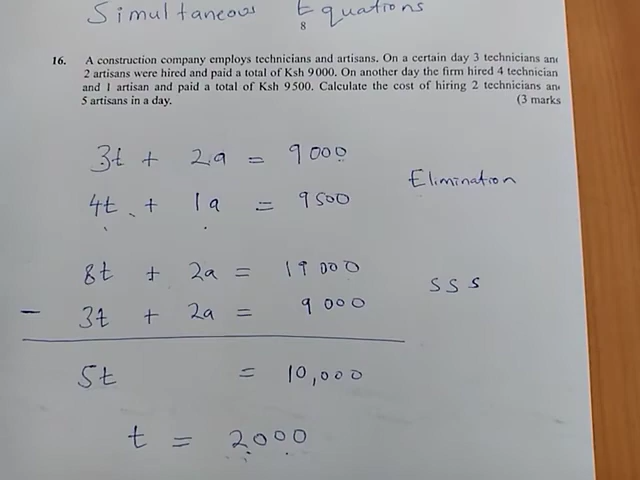 Simultaneous Equations
8
16. A construction company employs technicians and artisans. On a certain day 3 technicians and
2 artisans were hired and paid a total of Ksh 9000. On another day the firm hired 4 technician
and 1 artisan and paid a total of Ksh 9500. Calculate the cost of hiring 2 technicians and
5 artisans in a day. (3 marks
3t + 2a = 9000
Elimination
4t + 1a = 9500
8t + 2a = 19000
SSS
- 3t + 2a = 9000
5t = 10,000
t = 2000